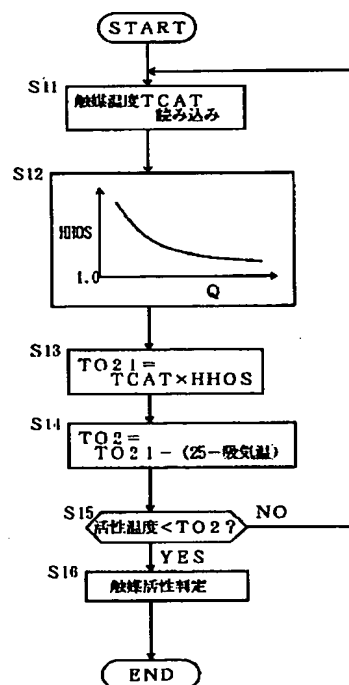 START
S11
触媒温度TCAT
読み込み
S12
HHOS
1.0
Q
S13
TO21=
TCAT×HHOS
S14
TO2=
TO21-(25-吸気温)
S15
活性温度<TO2?
NO
YES
S16
触媒活性判定
END